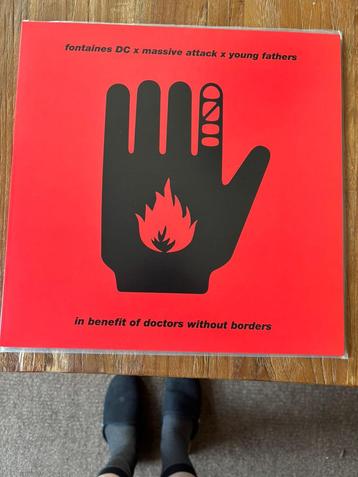 fontaines DC x massive attack x young fathers
in benefit of doctors without borders